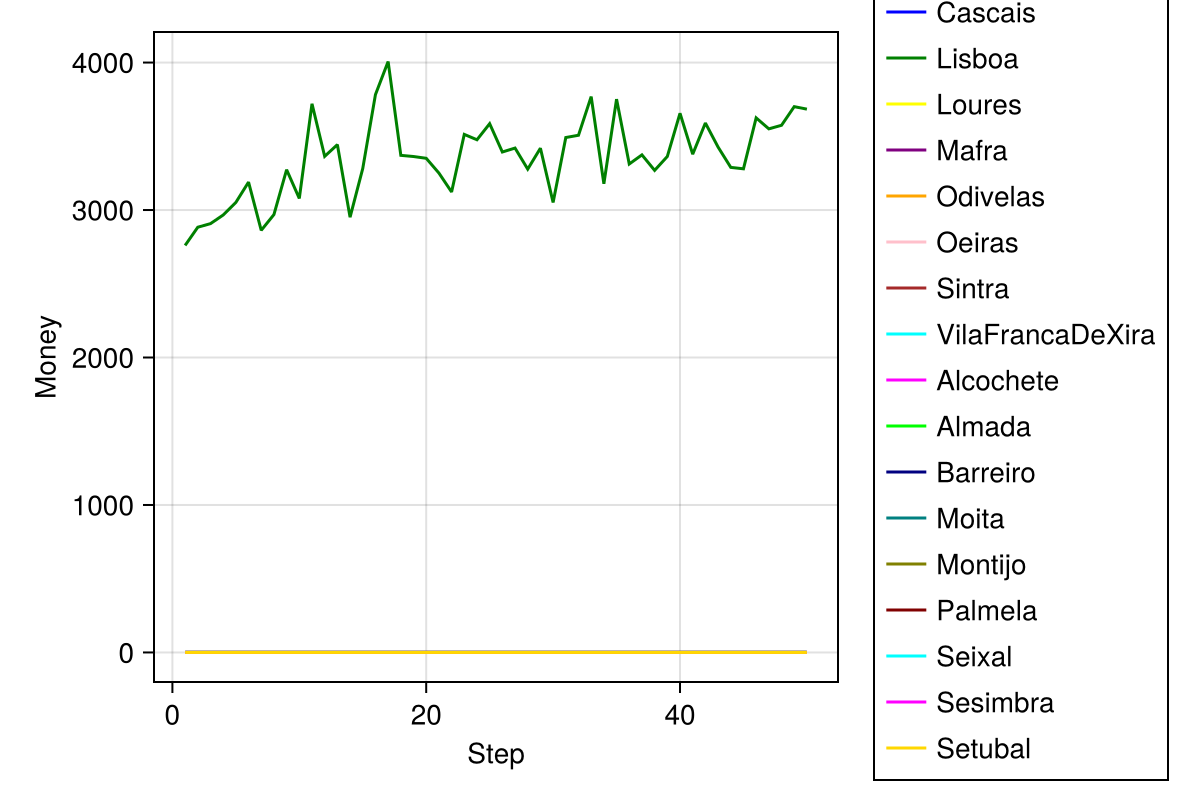 4000
3000
2000
1000
0
Money
0 20 40
Step
Cascais
Lisboa
Loures
Mafra
Odivelas
Oeiras
Sintra
VilaFrancaDeXira
Alcochete
Almada
Barreiro
Moita
Montijo
Palmela
Seixal
Sesimbra
Setubal